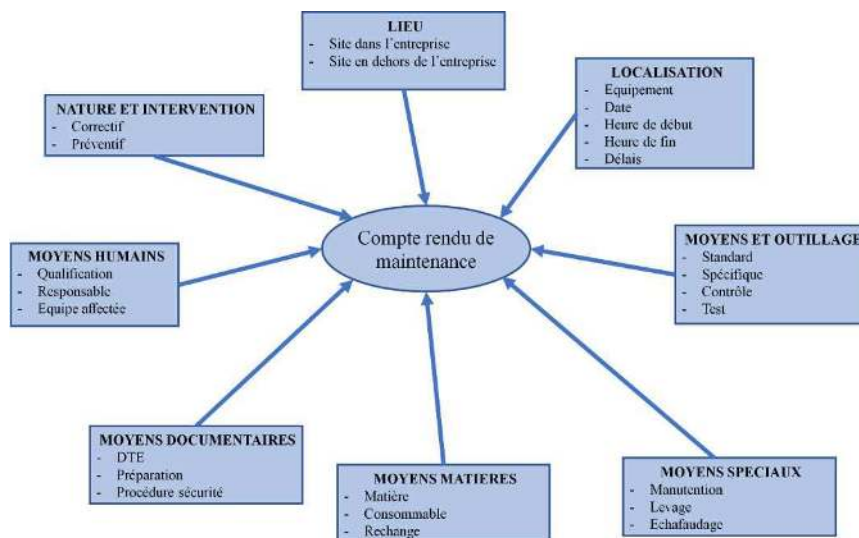 LIEU
- Site dans l'entreprise
- Site en dehors de l'entreprise
LOCALISATION
- Equipement
- Date
- Heure de début
- Heure de fin
- Délais
NATURE ET INTERVENTION
- Correctif
- Préventif
Compte rendu de
maintenance
MOYENS HUMAINS
- Qualification
- Responsable
- Equipe affectée
MOYENS ET OUTILLAGE
- Standard
- Spécifique
- Contrôle
- Test
MOYENS DOCUMENTAIRES
- DTE
- Préparation
- Procédure sécurité
MOYENS MATIERES
- Matière
- Consommable
- Rechange
MOYENS SPECIAUX
- Manutention
- Levage
- Echafaudage